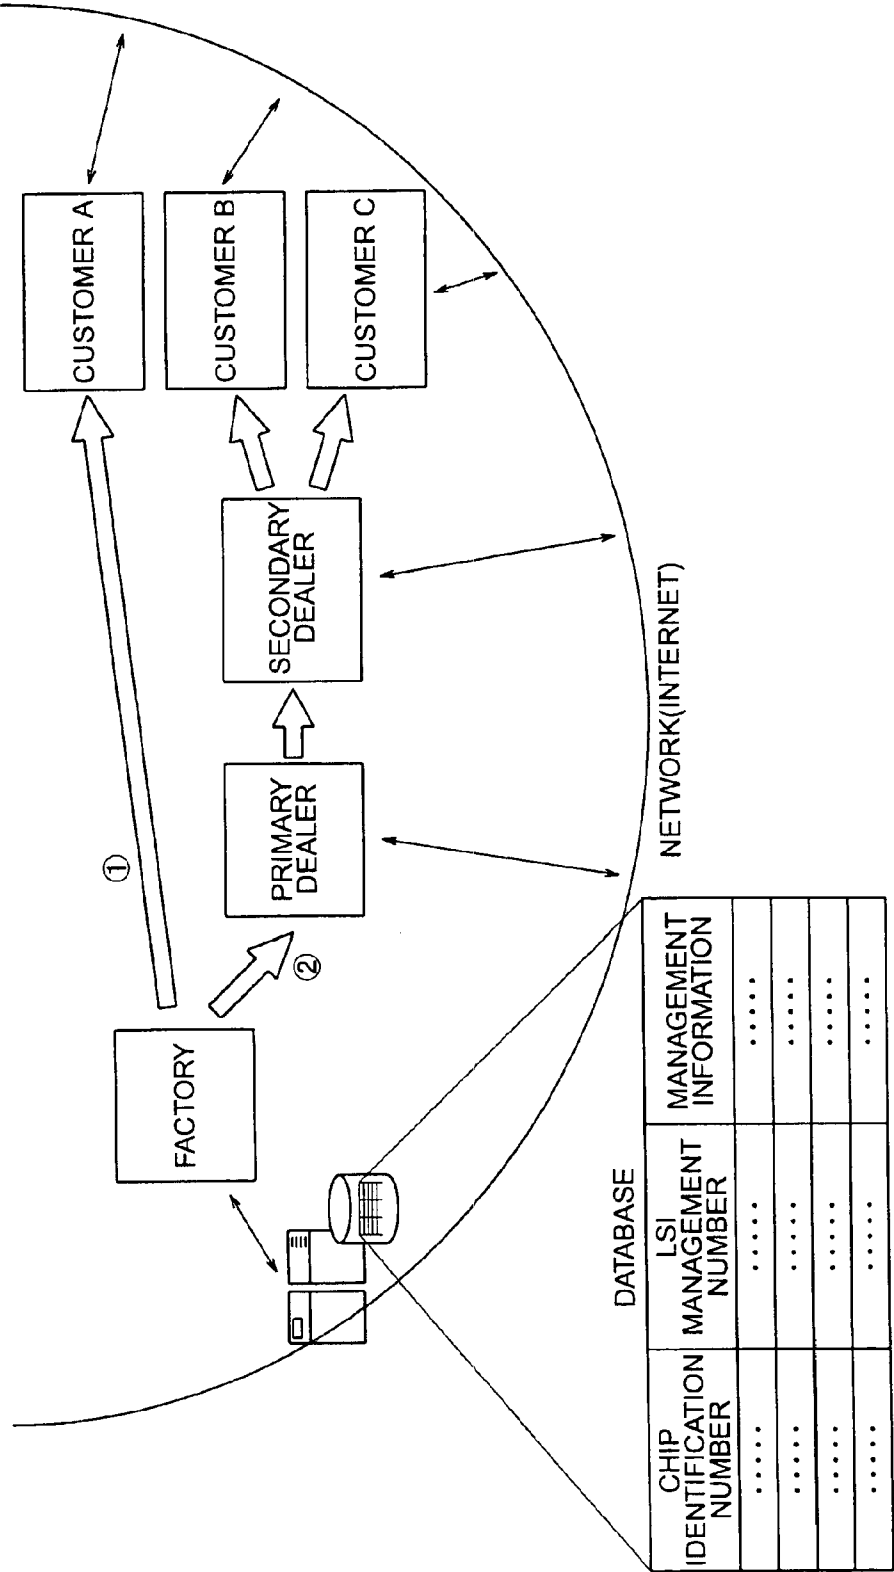 ①
②
FACTORY
PRIMARY
DEALER
SECONDARY
DEALER
CUSTOMER A
CUSTOMER B
CUSTOMER C
NETWORK(INTERNET)
DATABASE
CHIP
IDENTIFICATION
NUMBER
LSI
MANAGEMENT
NUMBER
MANAGEMENT
INFORMATION
..... ..... .....
..... ..... .....
..... ..... .....
..... ..... .....